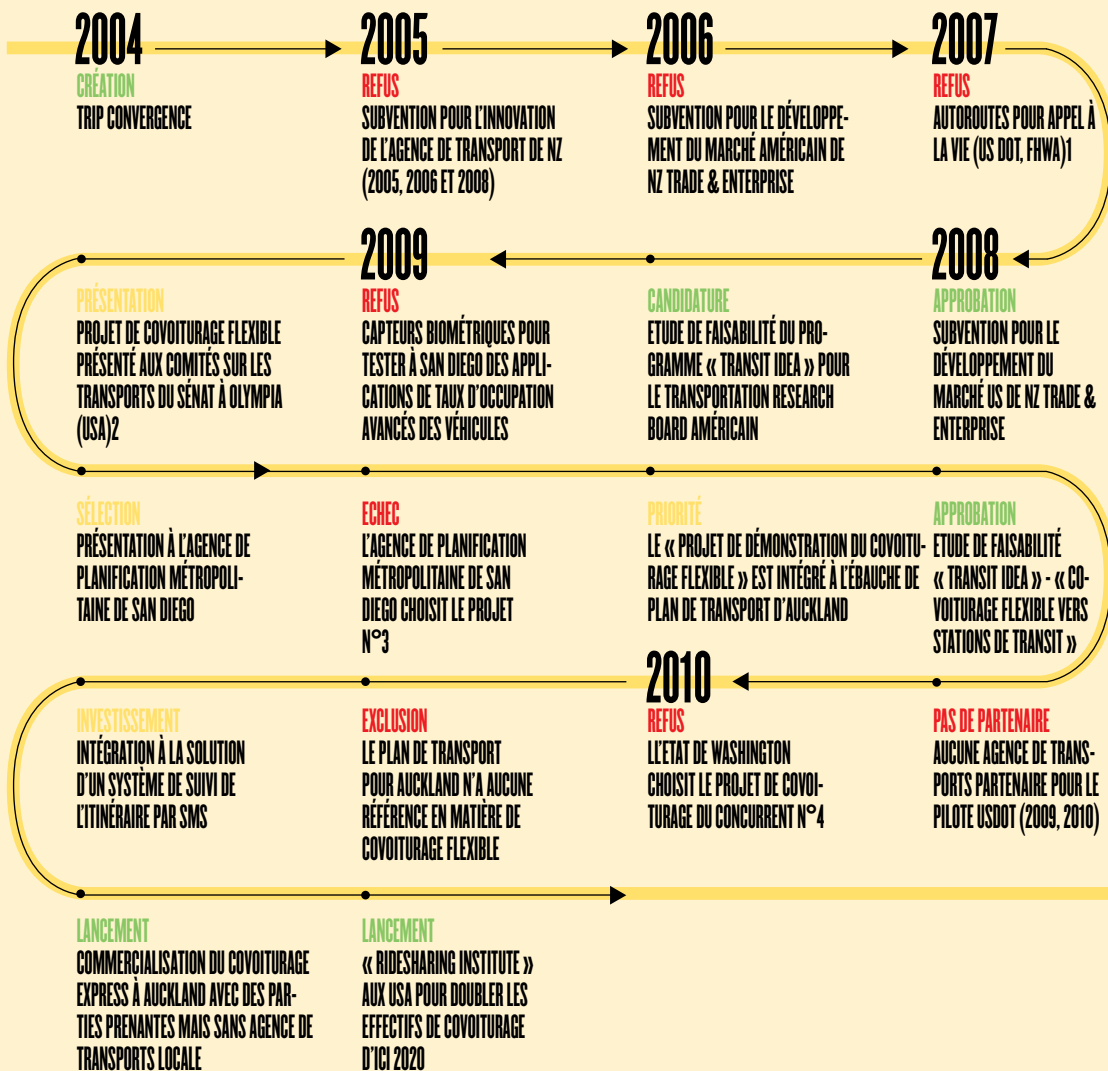 2004
CRÉATION
TRIP CONVERGENCE
2005
REFUS
SUBVENTION POUR L'INNOVATION
DE L'AGENCE DE TRANSPORT DE NZ
(2005, 2006 ET 2008)
2006
REFUS
SUBVENTION POUR LE DÉVELOPPE-
MENT DU MARCHÉ AMÉRICAIN DE
NZ TRADE & ENTERPRISE
2007
REFUS
AUTOROUTES POUR APPEL À
LA VIE (US DOT, FHWA)1
2008
APPROBATION
SUBVENTION POUR LE
DÉVELOPPEMENT DU
MARCHÉ US DE NZ TRADE &
ENTERPRISE
CANDIDATURE
ETUDE DE FAISABILITÉ DU PRO-
GRAMME « TRANSIT IDEA » POUR
LE TRANSPORTATION RESEARCH
BOARD AMÉRICAIN
2009
REFUS
CAPTEURS BIOMÉTRIQUES POUR
TESTER À SAN DIEGO DES APPLI-
CATIONS DE TAUX D'OCCUPATION
AVANCÉS DES VÉHICULES
PRÉSENTATION
PROJET DE COVOITURAGE FLEXIBLE
PRÉSENTÉ AUX COMITÉS SUR LES
TRANSPORTS DU SÉNAT À OLYMPIA
(USA)2
SÉLECTION
PRÉSENTATION À L'AGENCE DE
PLANIFICATION MÉTROPOLI-
TAINE DE SAN DIEGO
ECHEC
L'AGENCE DE PLANIFICATION
MÉTROPOLITAINE DE SAN
DIEGO CHOISIT LE PROJET
N°3
PRIORITÉ
LE « PROJET DE DÉMONSTRATION DU COVOITU-
RAGE FLEXIBLE » EST INTÉGRÉ À L'ÉBAUCHE DE
PLAN DE TRANSPORT D'AUCKLAND
APPROBATION
ETUDE DE FAISABILITÉ
« TRANSIT IDEA » - « CO-
VOITURAGE FLEXIBLE VERS
STATIONS DE TRANSIT »
PAS DE PARTENAIRE
AUCUNE AGENCE DE TRANS-
PORTS PARTENAIRE POUR LE
PILOTE USDOT (2009, 2010)
2010
REFUS
LL'ETAT DE WASHINGTON
CHOISIT LE PROJET DE COVOI-
TURAGE DU CONCURRENT N°4
EXCLUSION
LE PLAN DE TRANSPORT
POUR AUCKLAND N'A AUCUNE
RÉFÉRENCE EN MATIÈRE DE
COVOITURAGE FLEXIBLE
INVESTISSEMENT
INTÉGRATION À LA SOLUTION
D'UN SYSTÈME DE SUIVI DE
L'ITINÉRAIRE PAR SMS
LANCEMENT
COMMERCIALISATION DU COVOITURAGE
EXPRESS À AUCKLAND AVEC DES PAR-
TIES PRENANTES MAIS SANS AGENCE DE
TRANSPORTS LOCALE
LANCEMENT
« RIDESHARING INSTITUTE »
AUX USA POUR DOUBLER LES
EFFECTIFS DE COVOITURAGE
D'ICI 2020